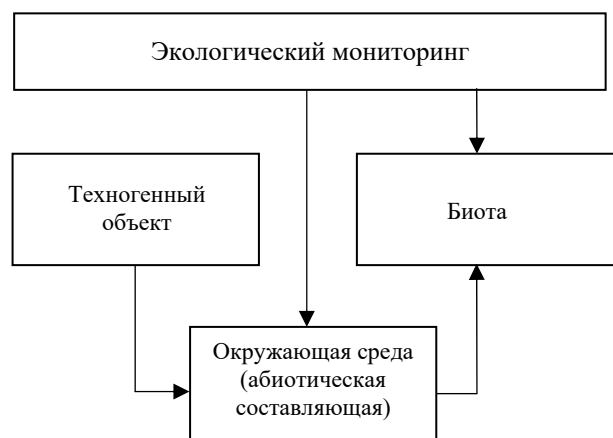 Экологический мониторинг
Техногенный
объект
Биота
Окружающая среда
(абиотическая
составляющая)